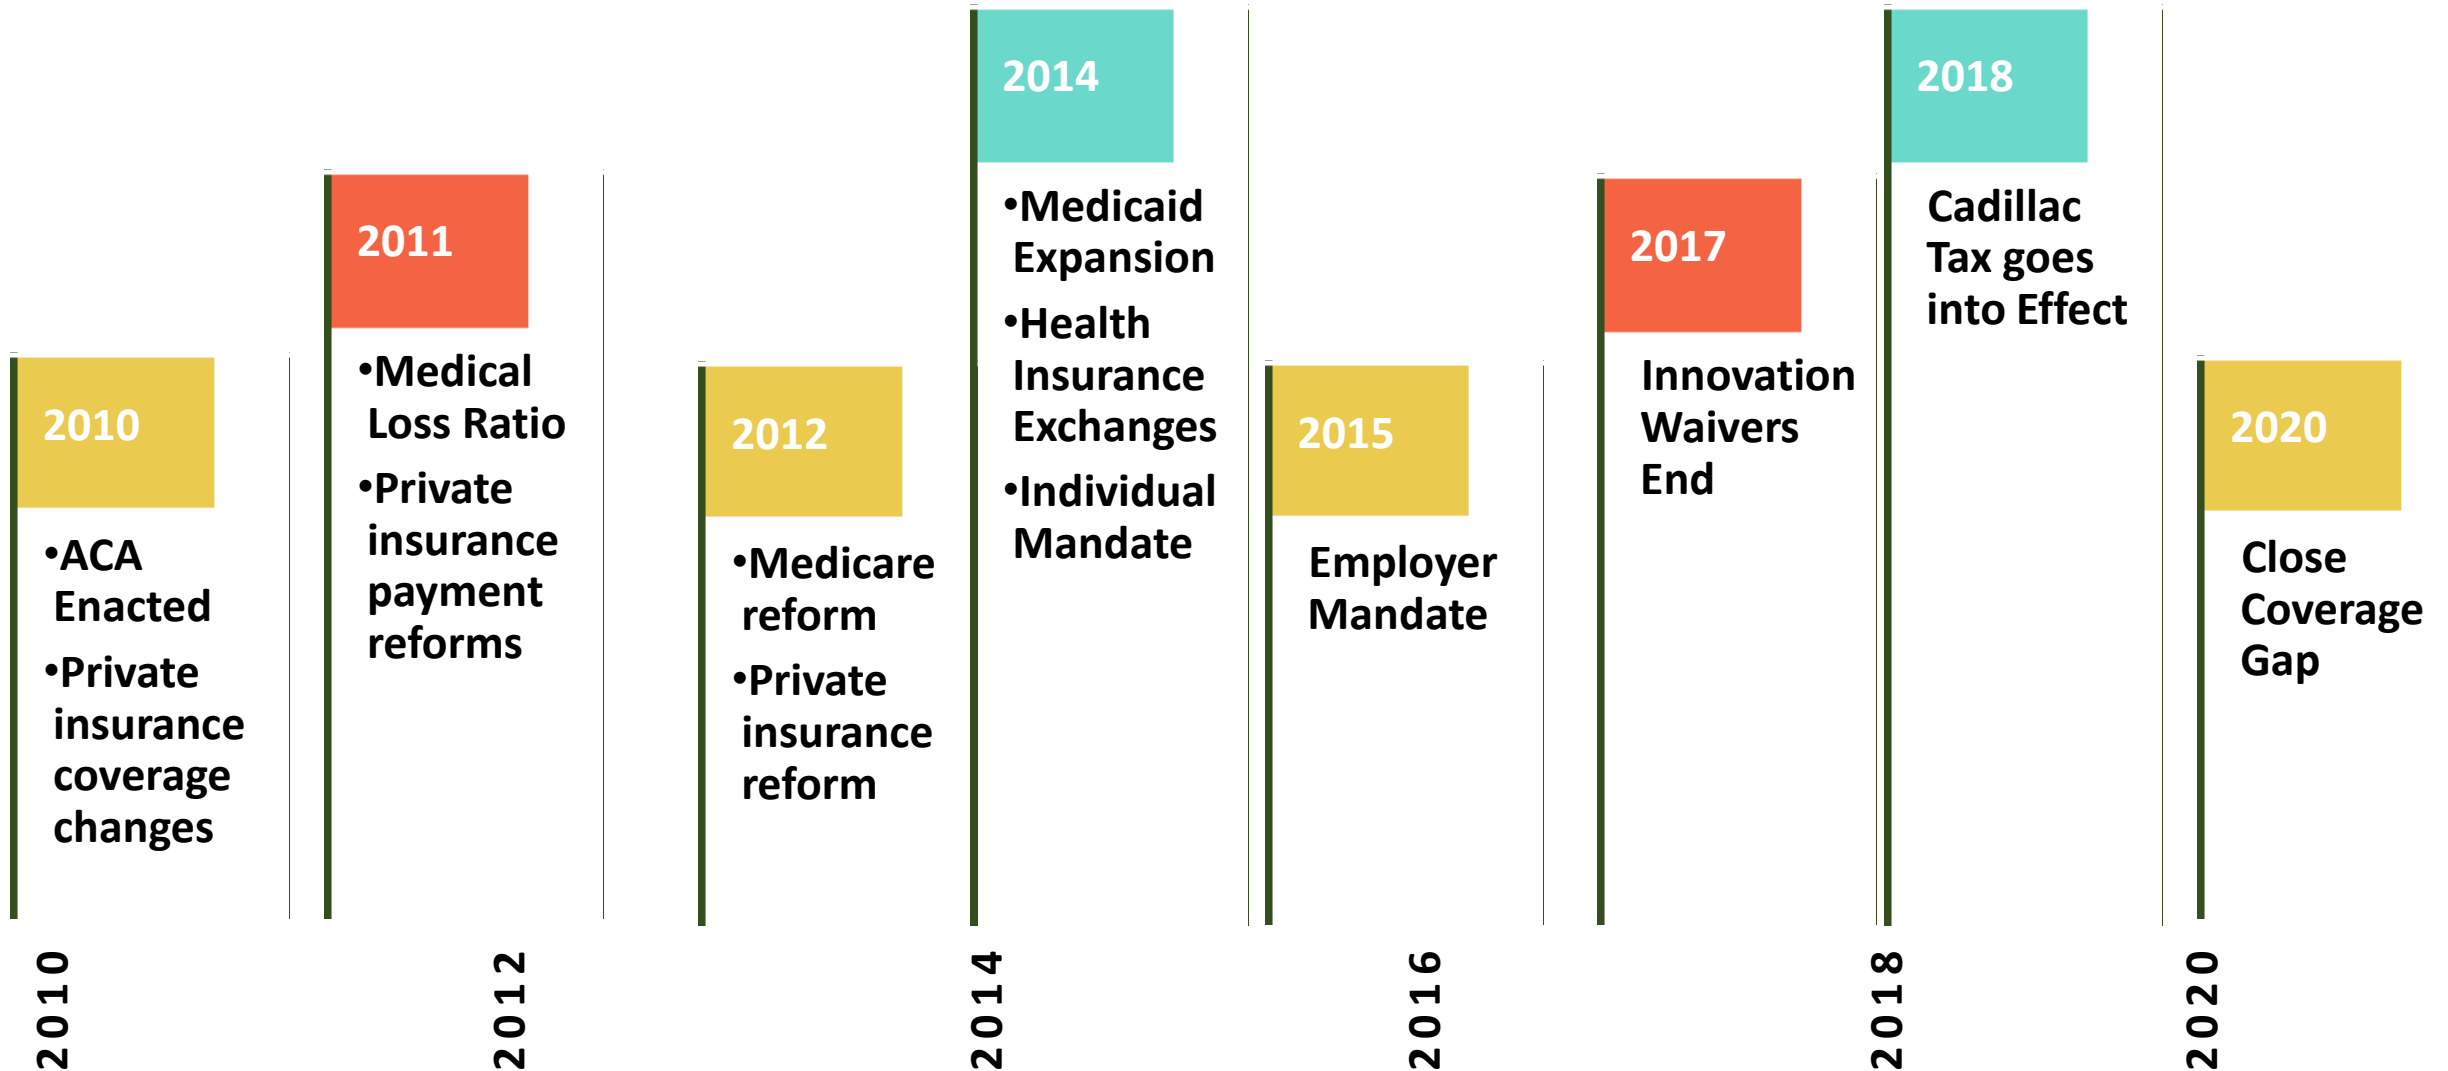 2010
•ACA
Enacted
•Private
insurance
coverage
changes
2011
•Medical
Loss Ratio
•Private
insurance
payment
reforms
2012
•Medicare
reform
•Private
insurance
reform
2014
•Medicaid
Expansion
•Health
Insurance
Exchanges
•Individual
Mandate
2015
Employer
Mandate
2017
Innovation
Waivers
End
2018
Cadillac
Tax goes
into Effect
2020
Close
Coverage
Gap
2010
2012
2014
2016
2018
2020